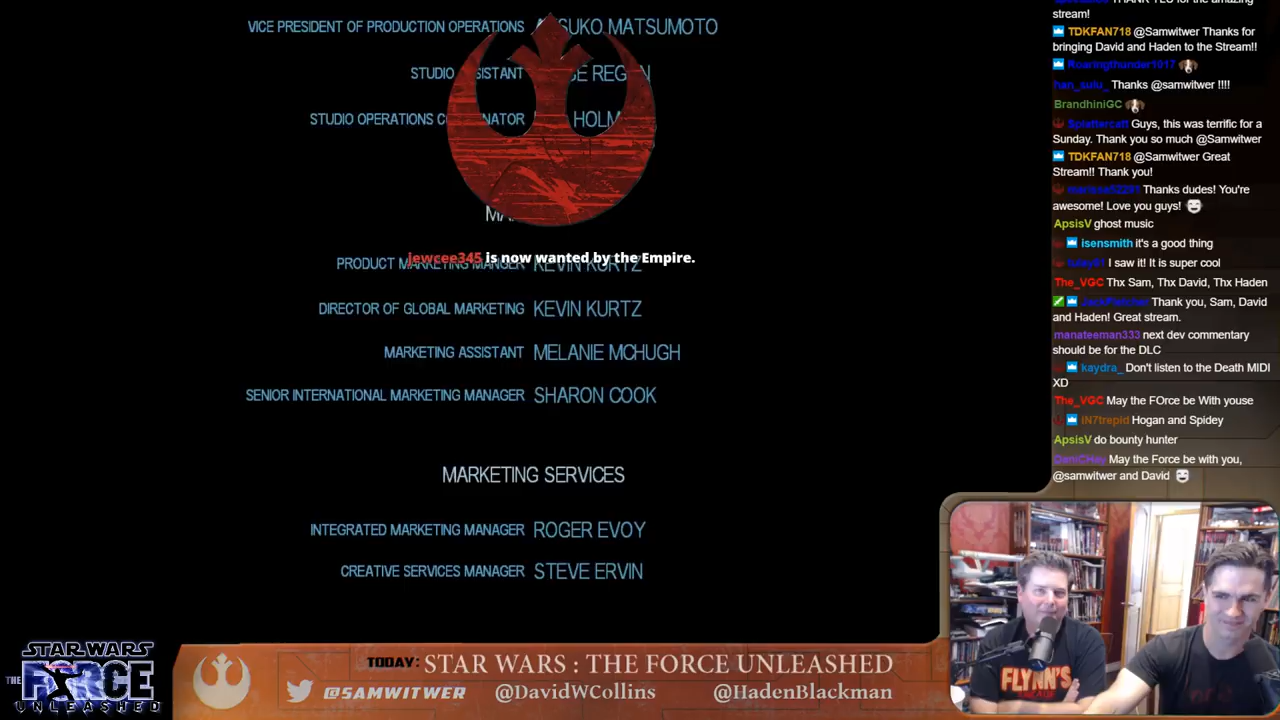 VICE PRESIDENT OF PRODUCTION OPERATIONS MATSUMOTO
STUDIO
STUDIO OPERATIONS
jewcee345 is now wanted by the Empire.
KEVIN KURTZ
DIRECTOR OF GLOBAL MARKETING KEVIN KURTZ
MARKETING ASSISTANT MELANIE MCHUGH
SENIOR INTERNATIONAL MARKETING MANAGER SHARON COOK
MARKETING SERVICES
INTEGRATED MARKETING MANAGER ROGER EVOY
CREATIVE SERVICES MANAGER STEVE ERVIN
stream!
TDKFAN718 @Samwitwer Thanks for
bringing David and Haden to the Stream!!
Roaringthunder1017
han_sulu_ Thanks @samwitwer !!!!
BrandhiniGC
Splattercatt Guys, this was terrific for a
Sunday. Thank you so much @Samwitwer
TDKFAN718 @Samwitwer Great
Stream!! Thank you!
Thanks dudes! You're
awesome! Love you guys!
ApsisV ghost music
isensmith it's a good thing
I saw it! It is super cool
The_VGC Thx Sam, Thx David, Thx Haden
JackFletcher Thank you, Sam, David
and Haden! Great stream.
manateeman333 next dev commentary
should be for the DLC
kaydra_ Don't listen to the Death MIDI
XD
The_VGC May the FOrce be With youse
iN7trepid Hogan and Spidey
ApsisV do bounty hunter
May the Force be with you,
@samwitwer and David
FLYNN'S
STAR WARS
THE FORCE
UNLEASHED
TODAY: STAR WARS : THE FORCE UNLEASHED
@SAMWITWER @DavidWCollins @HadenBlackman